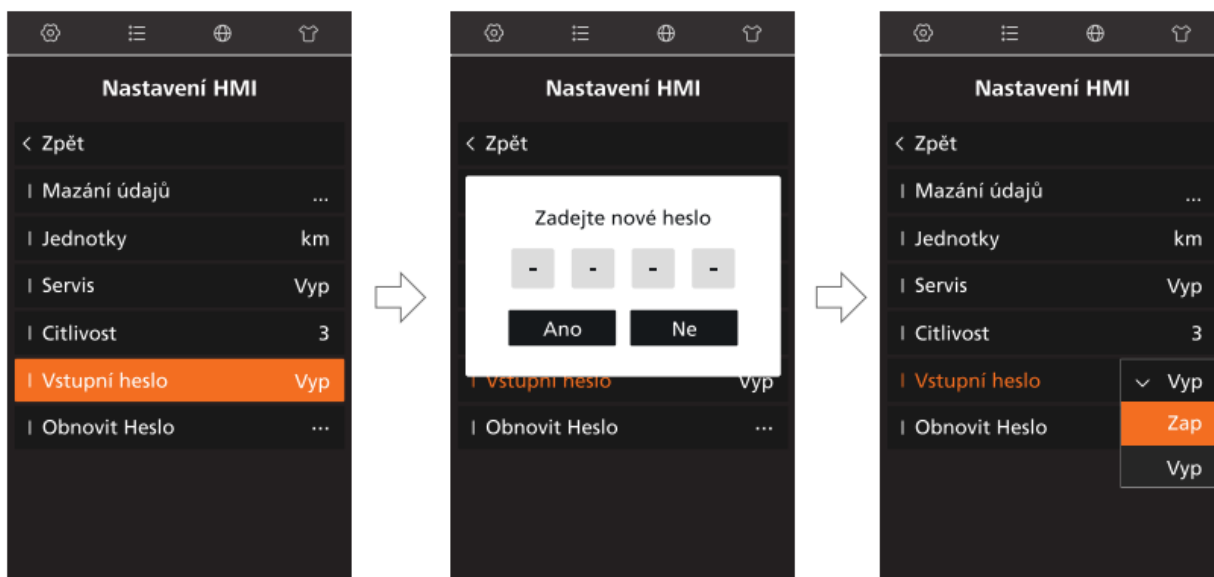 Nastavení HMI
< Zpět
Mazání údajů ...
Jednotky km
Servis Vyp
Citlivost 3
Vstupní heslo Vyp
Obnovit Heslo ...
Nastavení HMI
< Zpět
Zadejte nové heslo
- - - -
Ano Ne
Vstupní heslo Vyp
Obnovit Heslo ...
Nastavení HMI
< Zpět
Mazání údajů ...
Jednotky km
Servis Vyp
Citlivost 3
Vstupní heslo Vyp
Obnovit Heslo Zap
Vyp